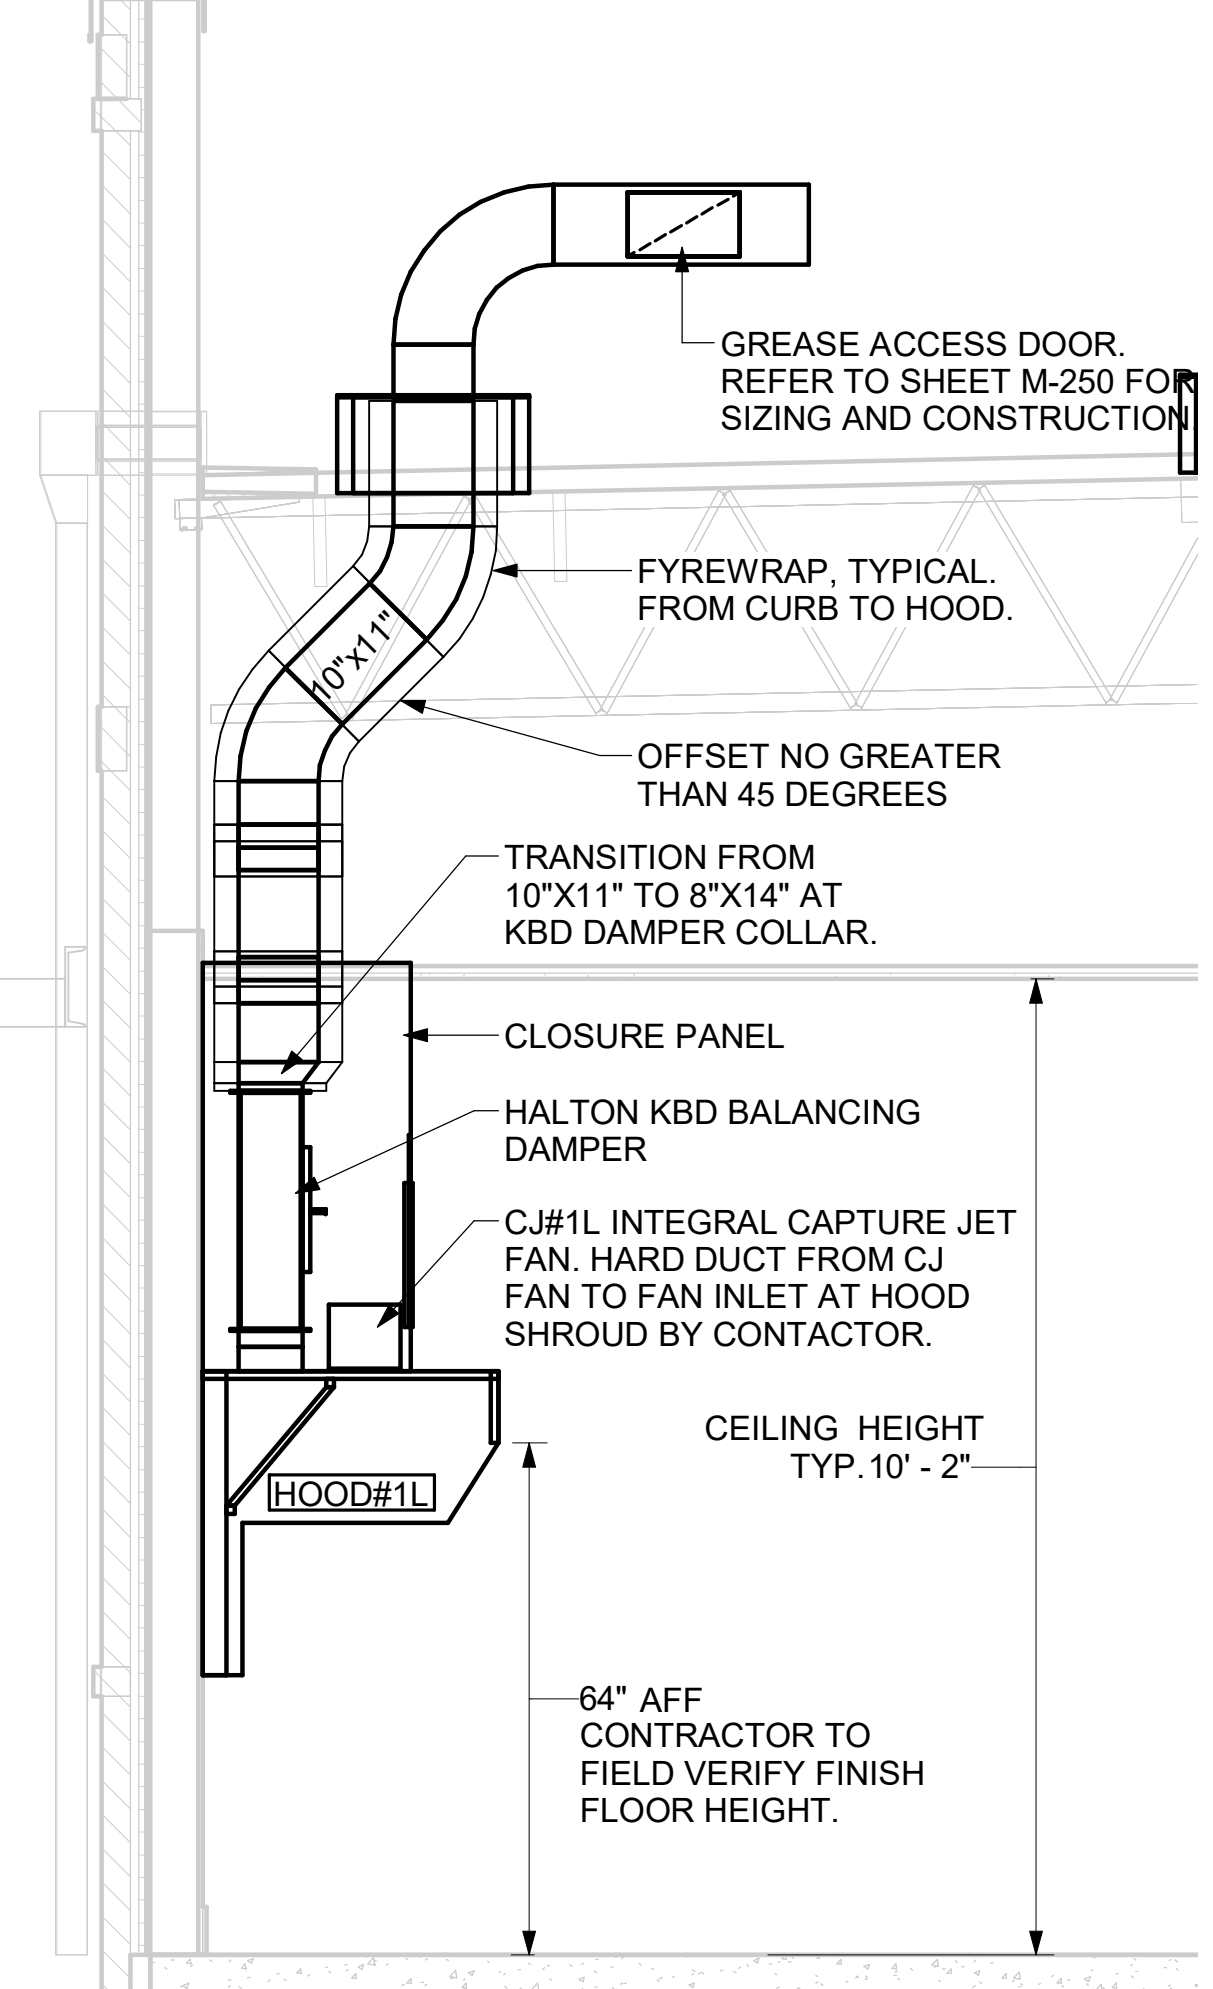 GREASE ACCESS DOOR.
REFER TO SHEET M-250 FOR
SIZING AND CONSTRUCTION.
FYREWRAP, TYPICAL.
FROM CURB TO HOOD.
10"x11"
OFFSET NO GREATER
THAN 45 DEGREES
TRANSITION FROM
10"X11" TO 8"X14" AT
KBD DAMPER COLLAR.
CLOSURE PANEL
HALTON KBD BALANCING
DAMPER
CJ#1L INTEGRAL CAPTURE JET
FAN. HARD DUCT FROM CJ
FAN TO FAN INLET AT HOOD
SHROUD BY CONTACTOR.
CEILING HEIGHT
TYP.10' - 2"
HOOD#1L
64" AFF
CONTRACTOR TO
FIELD VERIFY FINISH
FLOOR HEIGHT.